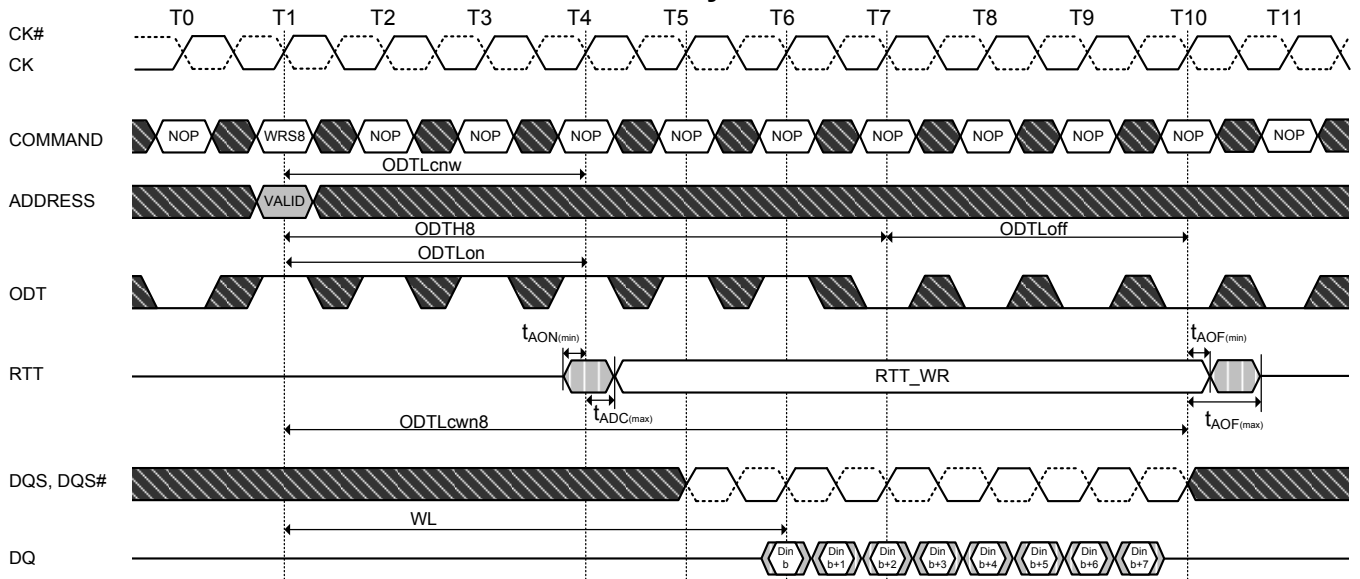 T0 T1 T2 T3 T4 T5 T6 T7 T8 T9 T10 T11
CK#
CK
COMMAND NOP WRS8 NOP NOP NOP NOP NOP NOP NOP NOP NOP NOP
ODTLcnw
ADDRESS VALID
ODTH8 ODTLoff
ODTLon
ODT
tAON(min) tAOF(min)
RTT RTT_WR
tADC(max) tAOF(max)
ODTLcwn8
DQS, DQS#
WL
DQ Din b Din b+1 Din b+2 Din b+3 Din b+4 Din b+5 Din b+6 Din b+7